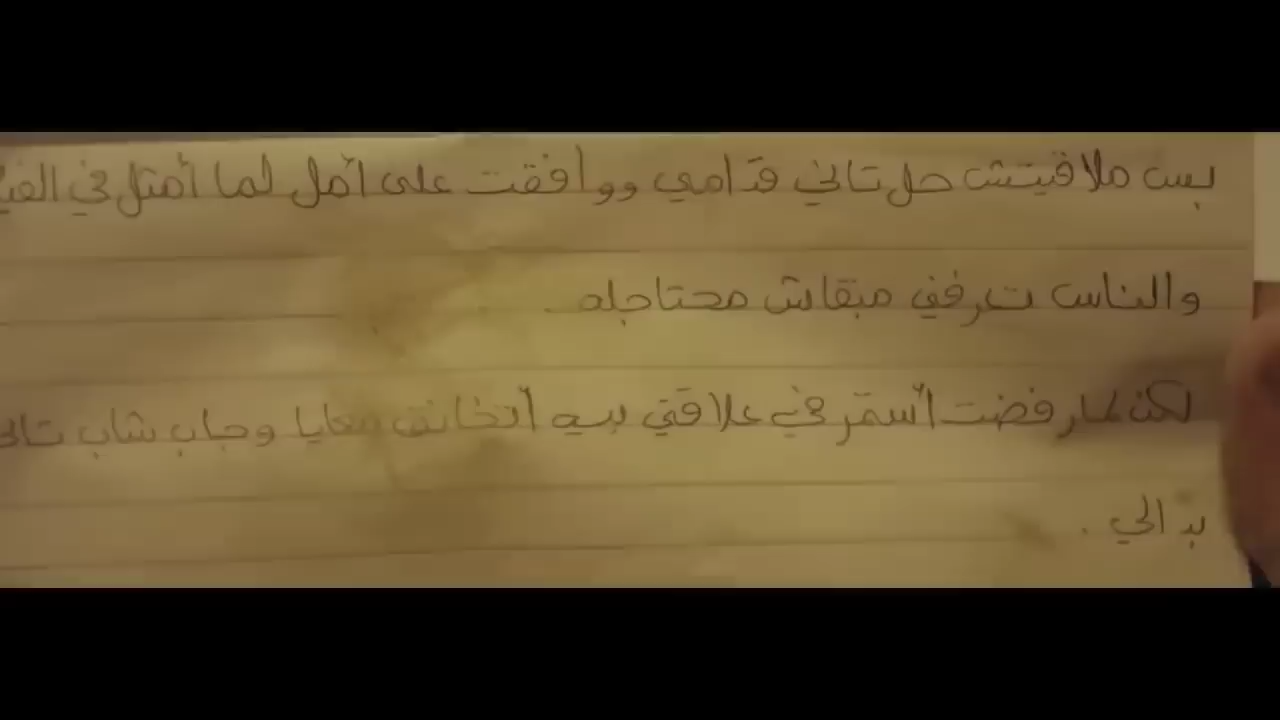 بس ملاقيتش حل تاني قدامي ووافقت على أمل لما أمثل في
والناس تعرفني مبقاش محتاجله.
لكن لما رفضت أستمر في علاقتي بيه أتخانق معايا وجاب شاب تاني
بدالي.